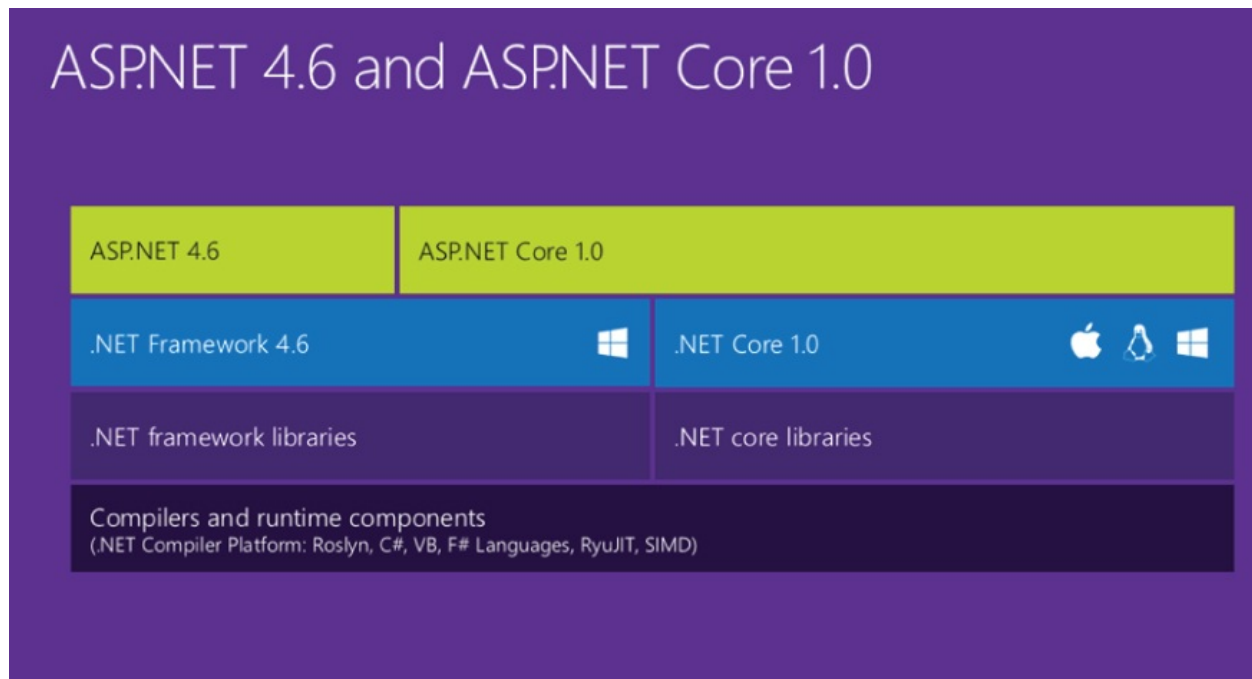 ASP.NET 4.6 and ASP.NET Core 1.0
ASP.NET 4.6
ASP.NET Core 1.0
.NET Framework 4.6
.NET Core 1.0
.NET framework libraries
.NET core libraries
Compilers and runtime components
(.NET Compiler Platform: Roslyn, C#, VB, F# Languages, RyuJIT, SIMD)